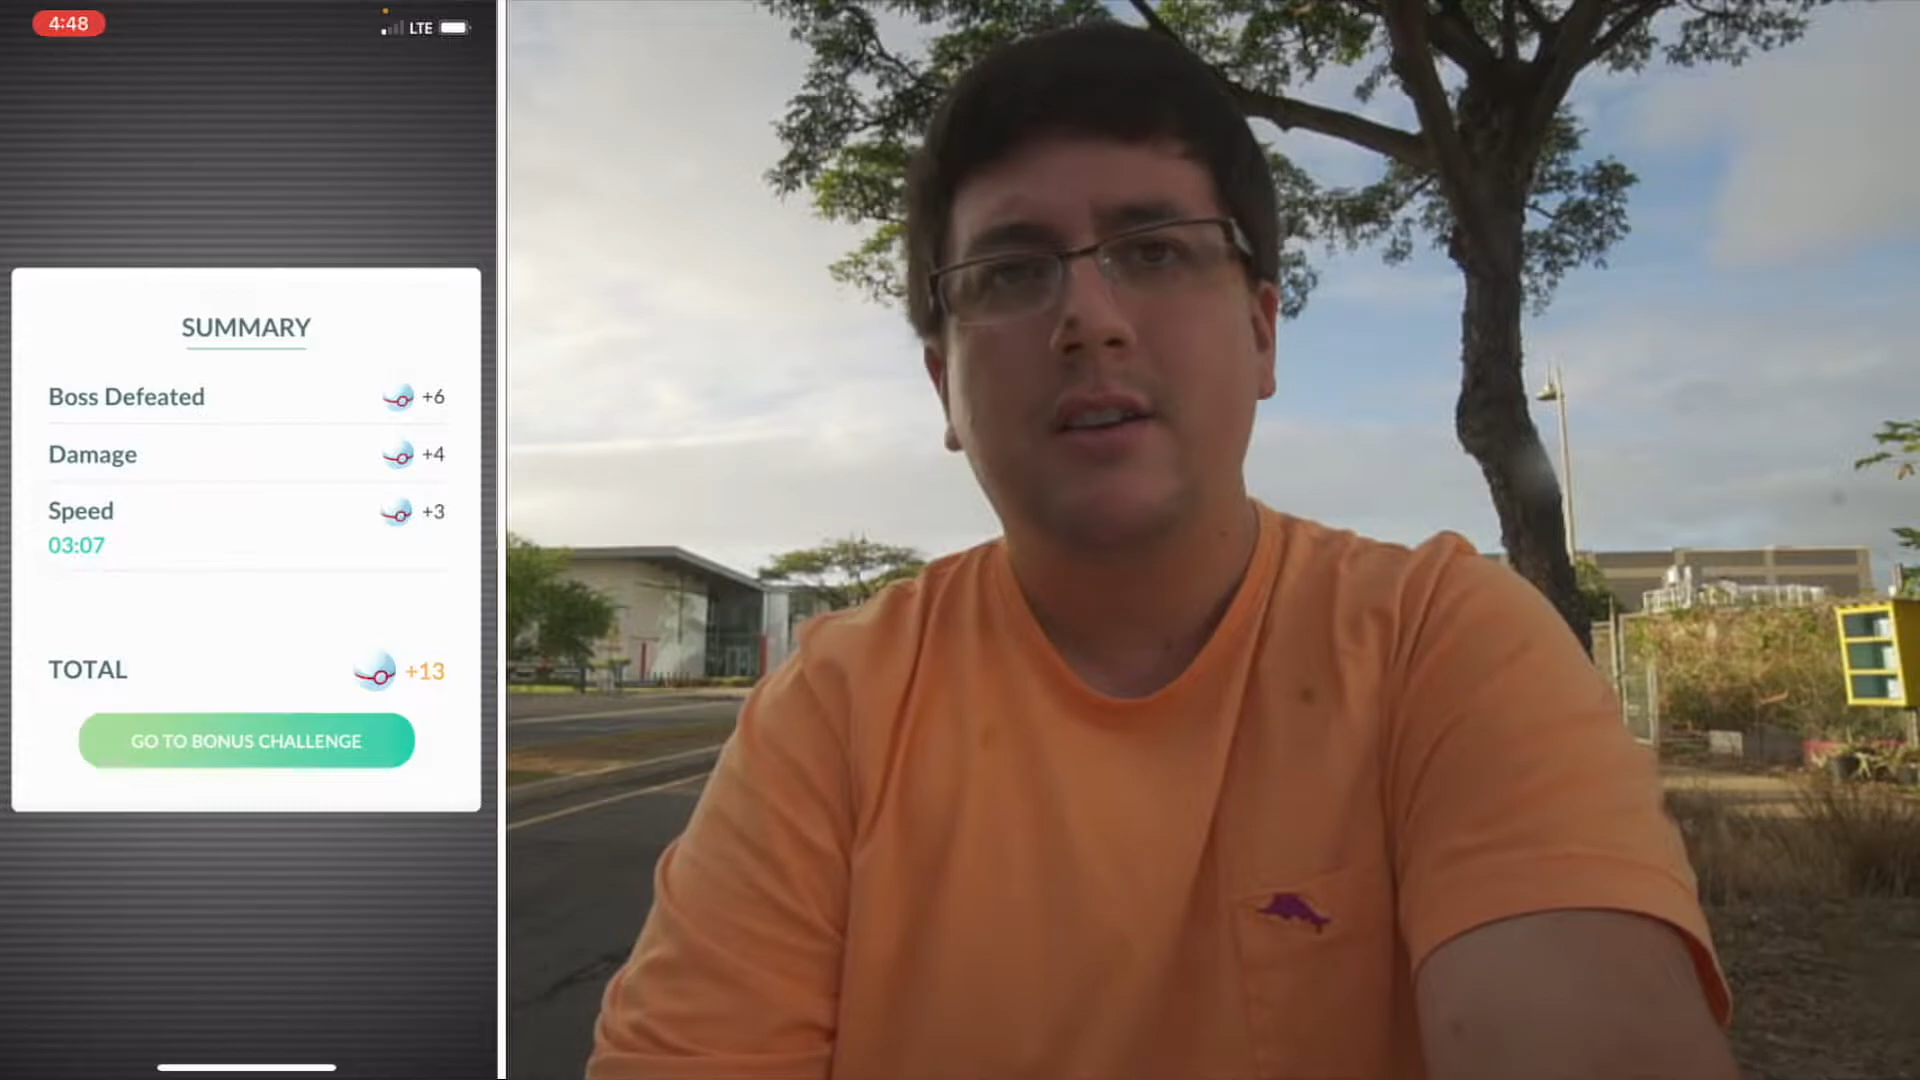 4:48
LTE
SUMMARY
Boss Defeated +6
Damage +4
Speed +3
03:07
TOTAL +13
GO TO BONUS CHALLENGE